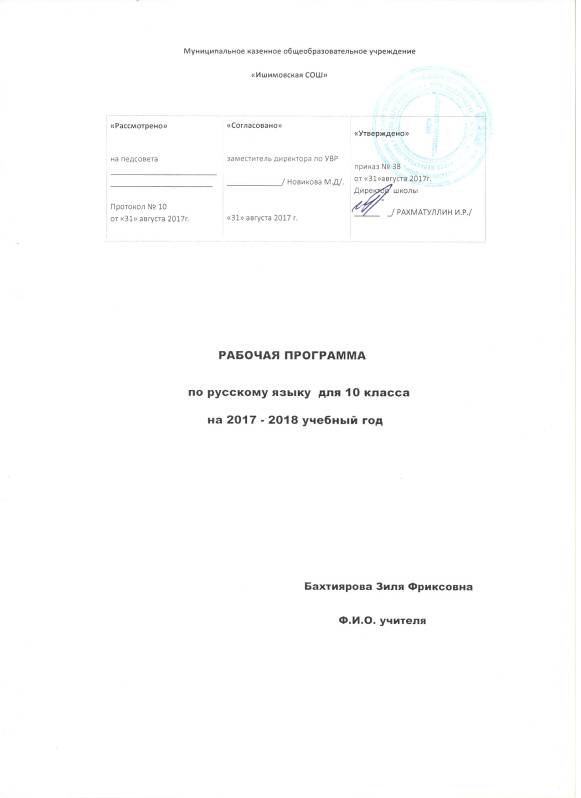 Муниципальное казенное общеобразовательное учреждение
«Ишимовская СОШ»
«Рассмотрено»
на педсовета
Протокол № 10
от «31» августа 2017г.
«Согласовано»
заместитель директора по УВР
______________/ Новикова М.Д/.
«31» августа 2017 г.
«Утверждено»
приказ № 38
от «31»августа 2017г.
Директор школы
______ _/ РАХМАТУЛЛИН И.Р./
РАБОЧАЯ ПРОГРАММА
по русскому языку для 10 класса
на 2017 - 2018 учебный год
Бахтиярова Зиля Фриксовна
Ф.И.О. учителя